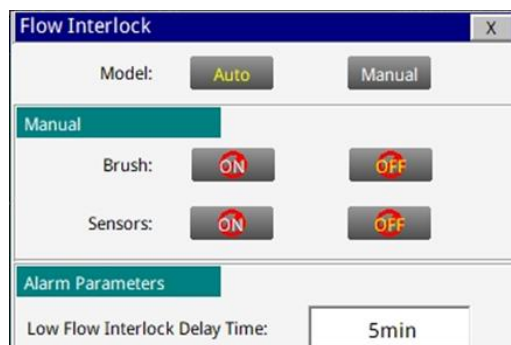 Flow Interlock X
Model: Auto Manual
Manual
Brush: ON OFF
Sensors: ON OFF
Alarm Parameters
Low Flow Interlock Delay Time: 5min